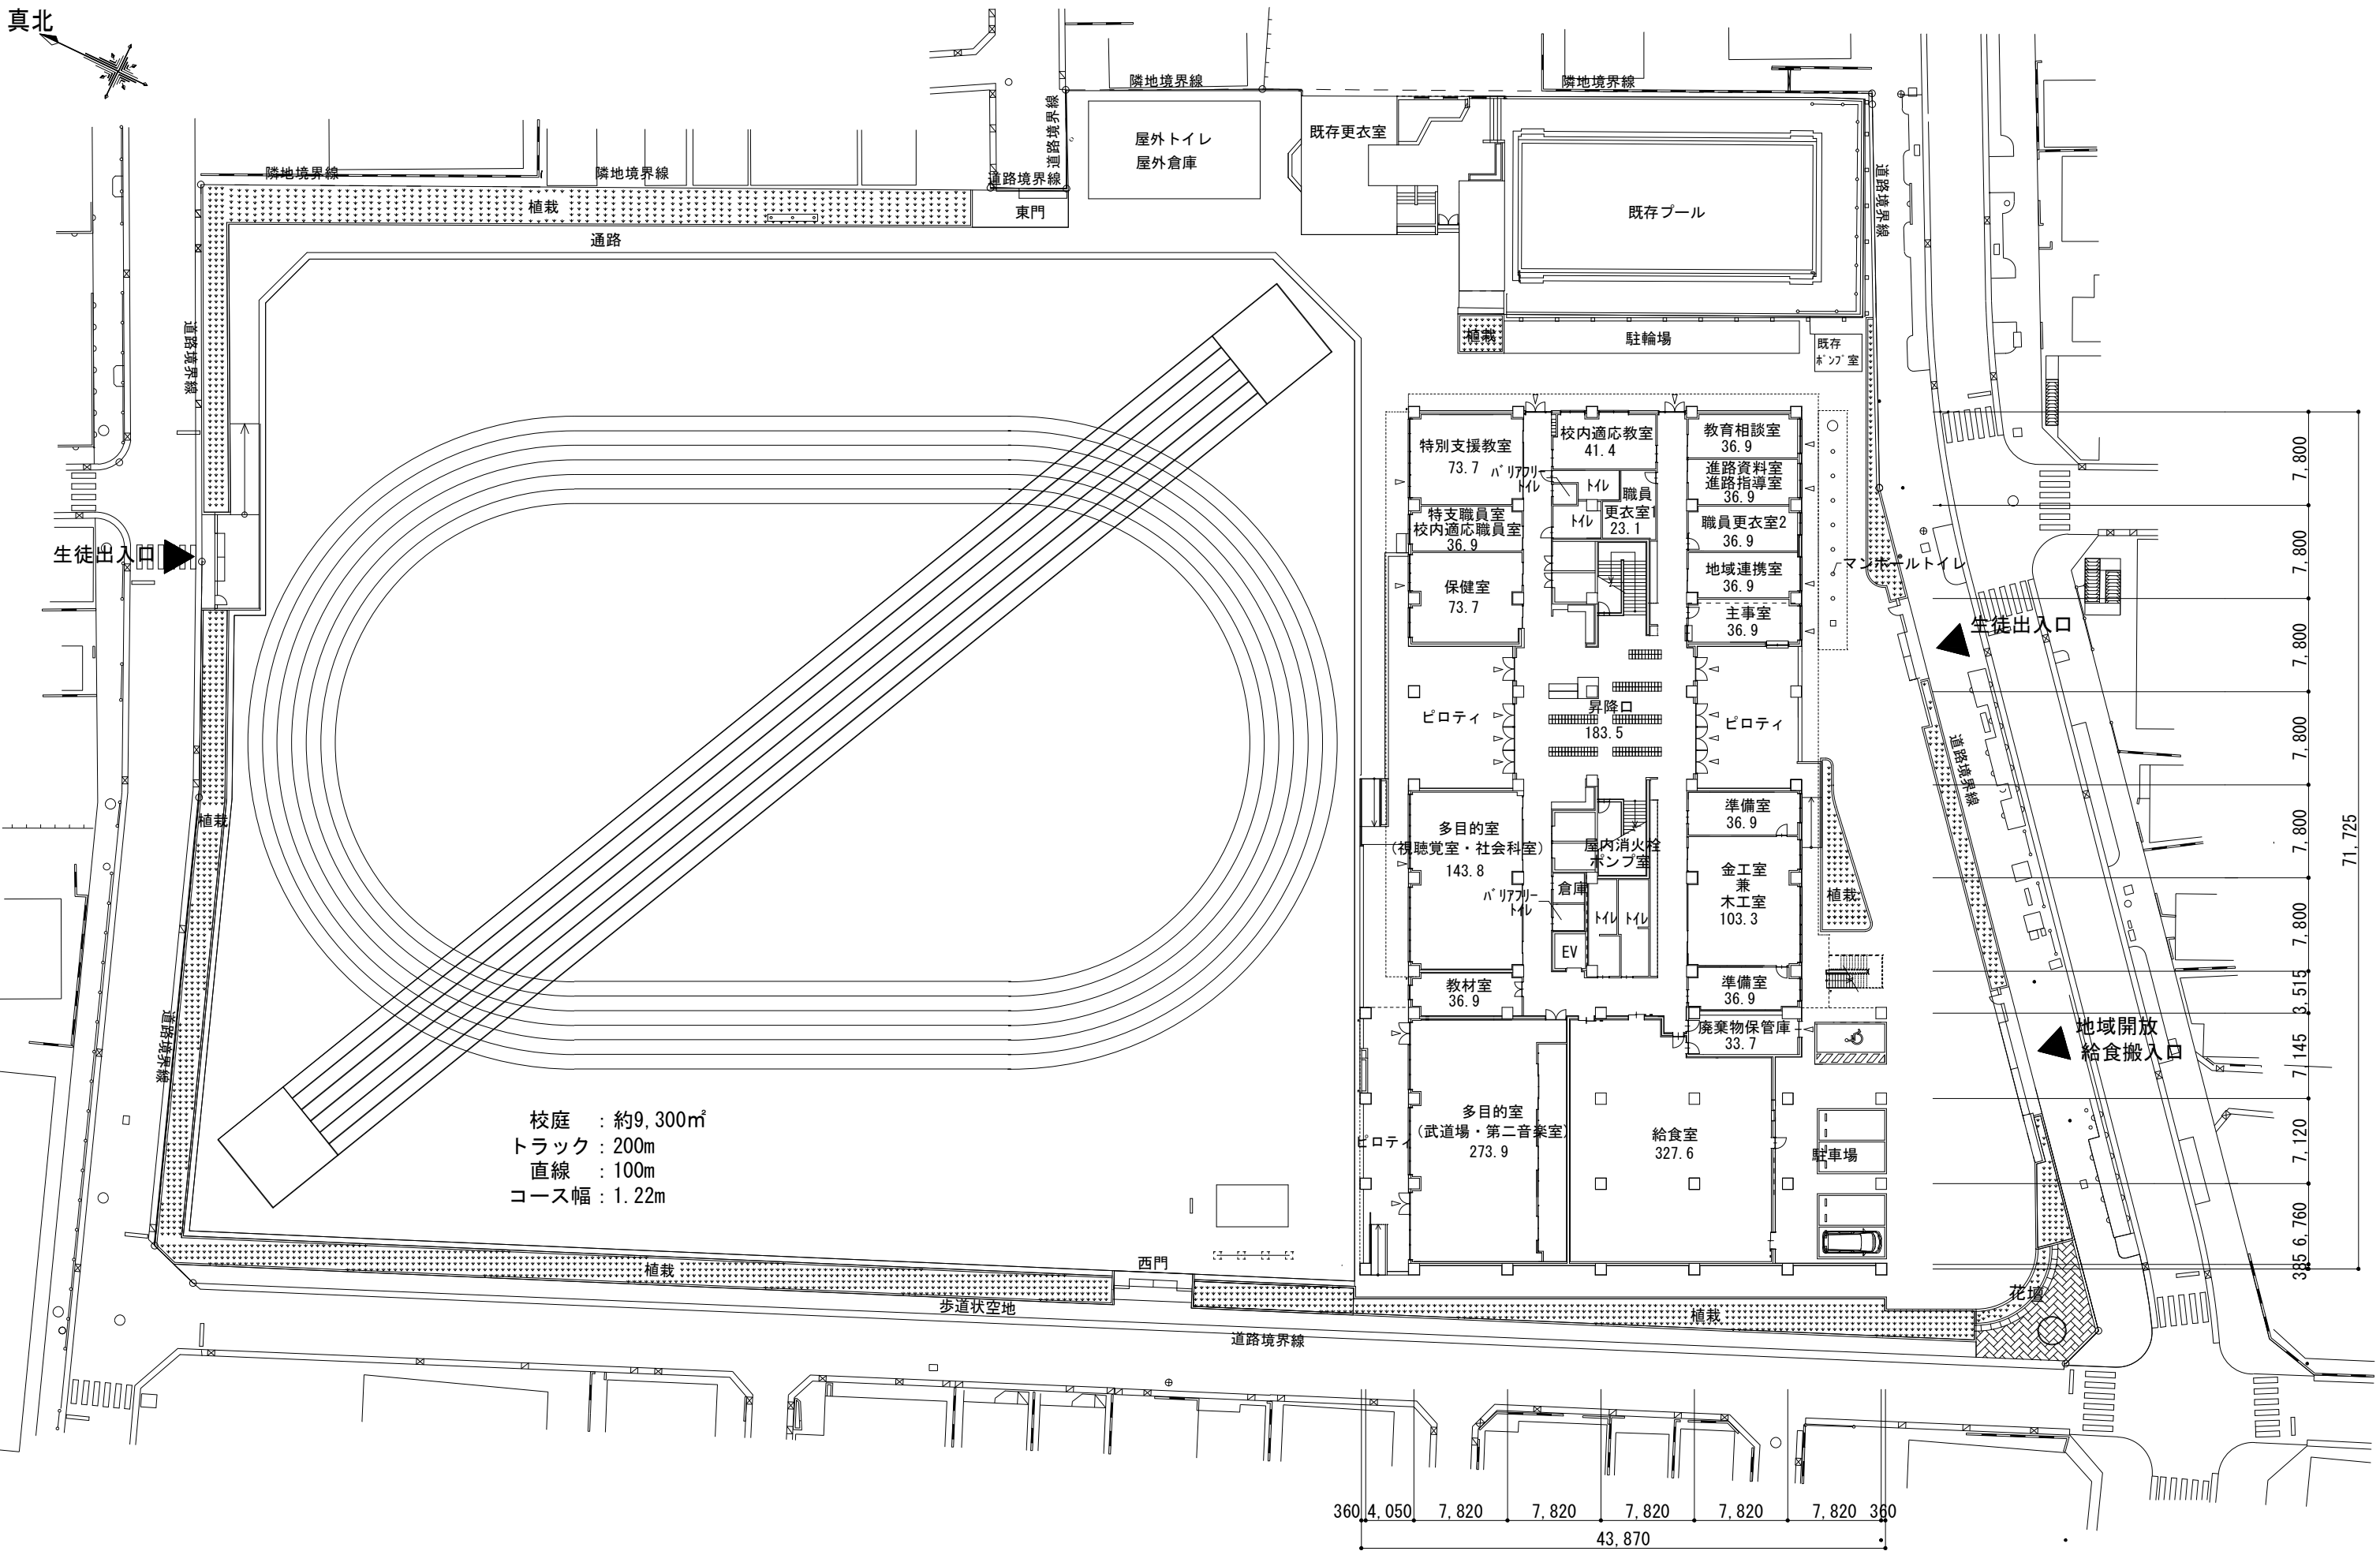 真北
隣地境界線
隣地境界線
隣地境界線
隣地境界線
道路境界線
道路境界線
屋外トイレ
屋外倉庫
既存更衣室
既存プール
道路境界線
植栽
東門
通路
道路境界線
植栽
駐輪場
既存
ポンプ室
生徒出入口
特別支援教室
73.7
バリアフリー
トイレ
校内適応教室
41.4
トイレ
トイレ
職員
更衣室1
23.1
教育相談室
36.9
進路資料室
進路指導室
36.9
特支職員室
校内適応職員室
36.9
職員更衣室2
36.9
保健室
73.7
地域連携室
36.9
主事室
36.9
マンホールトイレ
生徒出入口
ピロティ
昇降口
183.5
ピロティ
道路境界線
植栽
多目的室
(視聴覚室・社会科室)
143.8
屋内消火栓
ポンプ室
倉庫
バリアフリー
トイレ
トイレ
トイレ
EV
準備室
36.9
金工室
兼
木工室
103.3
植栽
教材室
36.9
準備室
36.9
廃棄物保管庫
33.7
地域開放
給食搬入口
道路境界線
校庭 : 約9,300㎡
トラック : 200m
直線 : 100m
コース幅 : 1.22m
ピロティ
多目的室
(武道場・第二音楽室)
273.9
給食室
327.6
駐車場
西門
植栽
歩道状空地
道路境界線
植栽
花壇
7,800
7,800
7,800
7,800
7,800
7,800
3,515
7,145
7,120
6,760
385
71,725
360
4,050
7,820
7,820
7,820
7,820
7,820
360
43,870